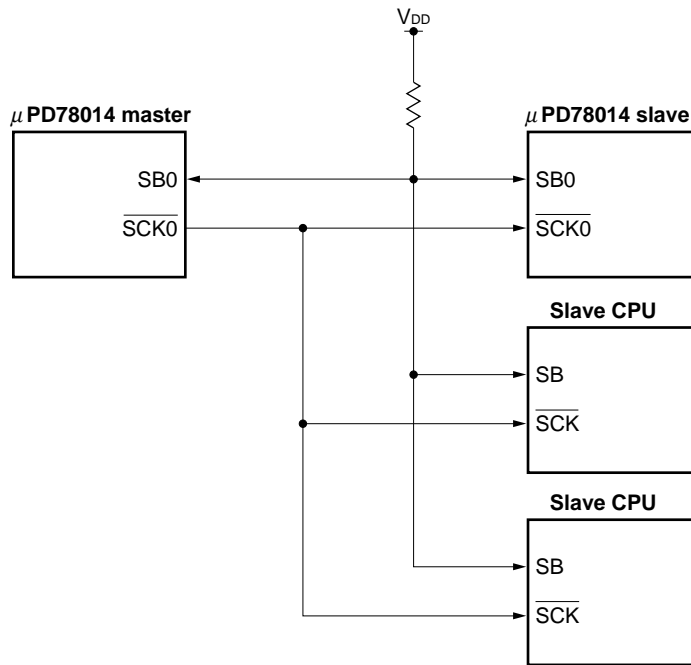 VDD
μPD78014 master
SB0
SCK0
μPD78014 slave
SB0
SCK0
Slave CPU
SB
SCK
Slave CPU
SB
SCK